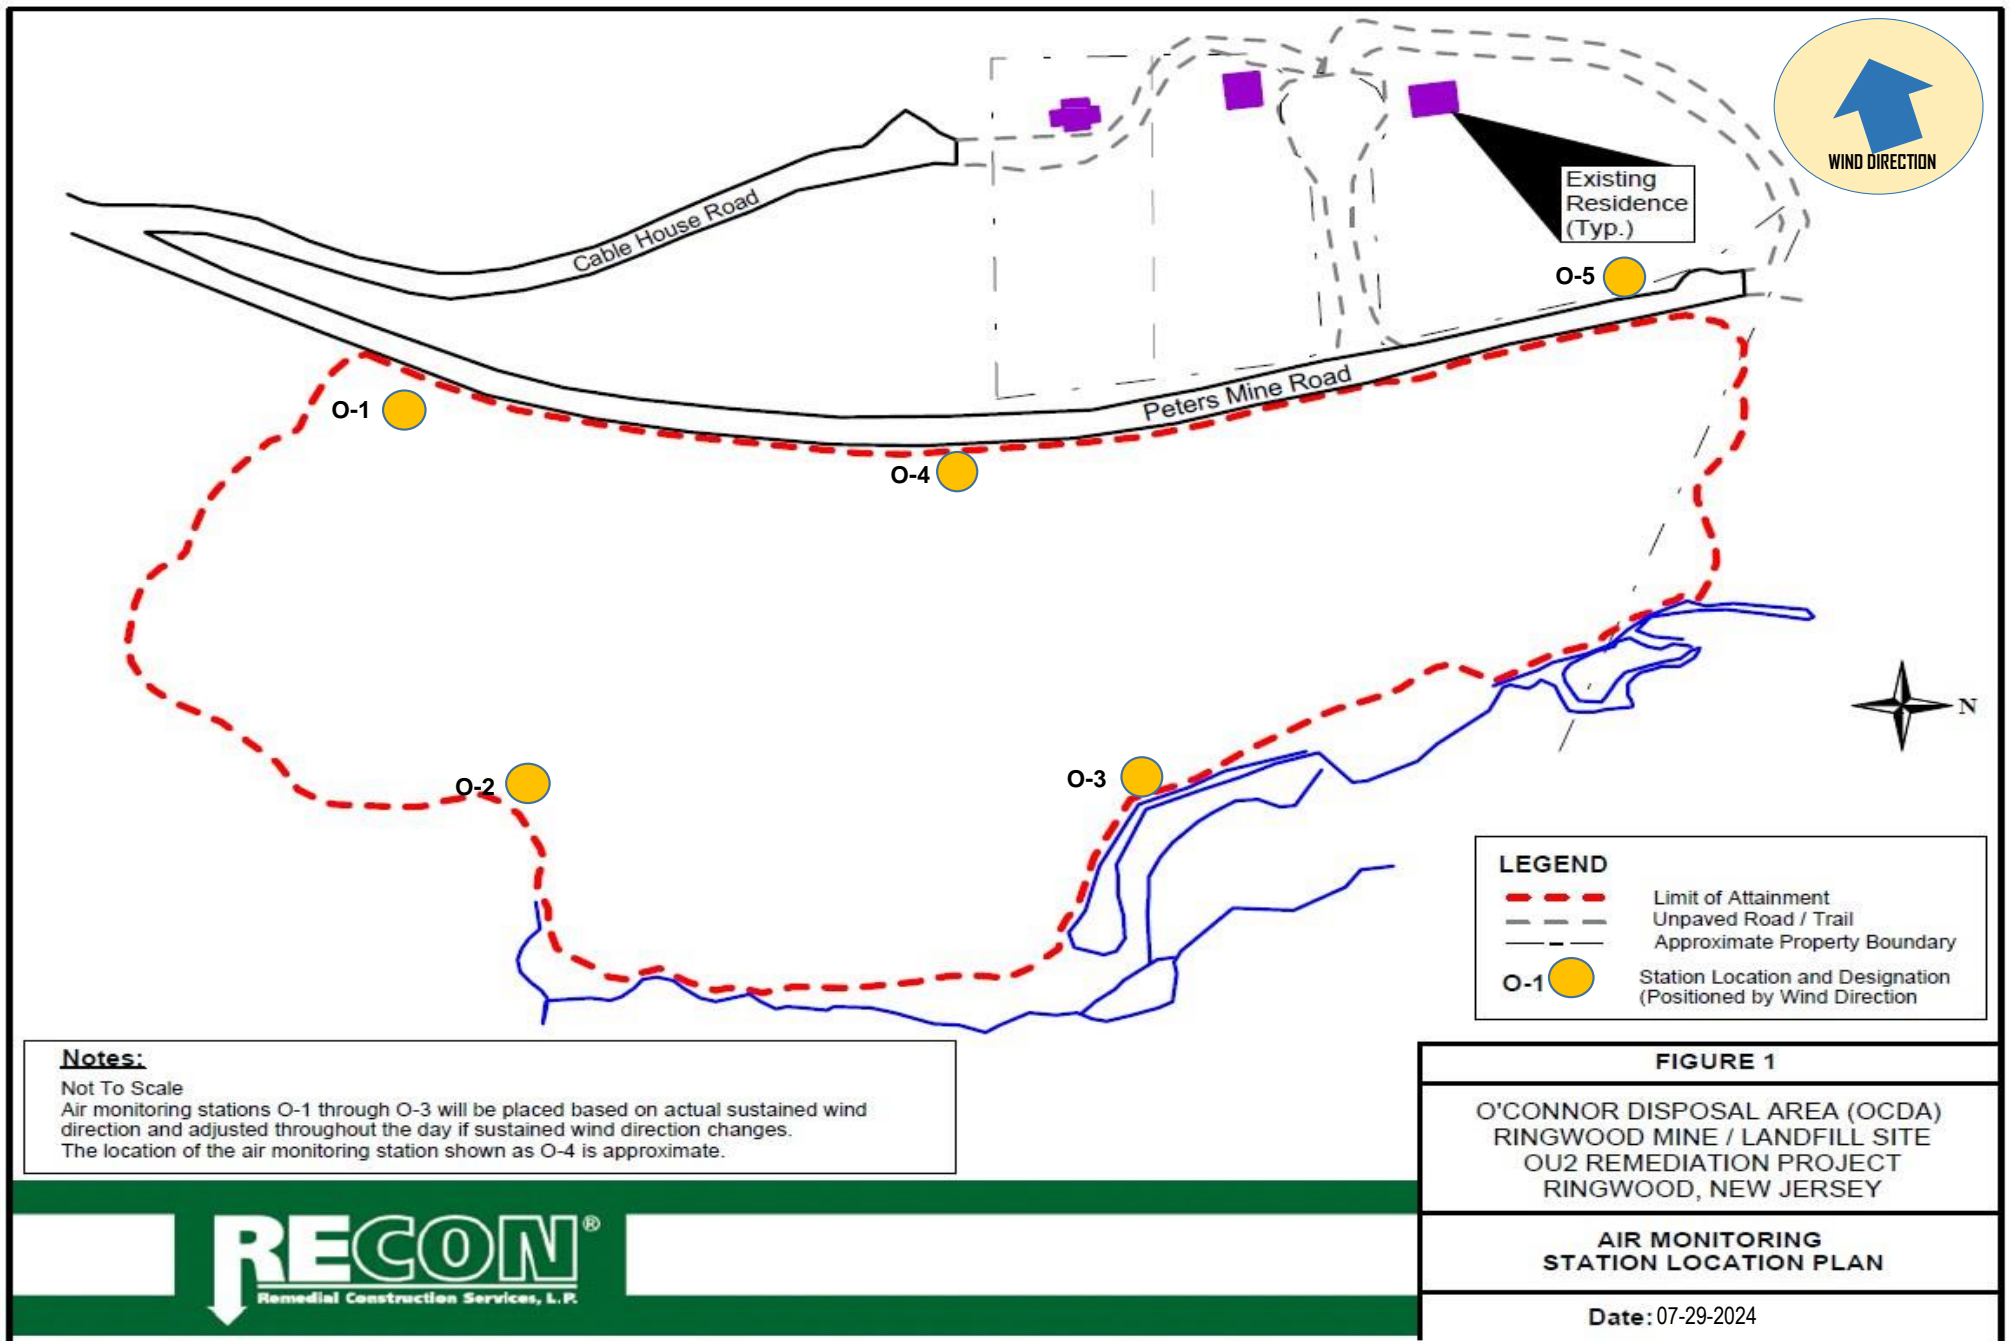 WIND DIRECTION
Cable House Road
Existing
Residence
(Typ.)
O-5
Peters Mine Road
O-1
O-4
N
O-2
O-3
LEGEND
Limit of Attainment
Unpaved Road / Trail
Approximate Property Boundary
O-1
Station Location and Designation
(Positioned by Wind Direction
Notes:
Not To Scale
Air monitoring stations O-1 through O-3 will be placed based on actual sustained wind
direction and adjusted throughout the day if sustained wind direction changes.
The location of the air monitoring station shown as O-4 is approximate.
FIGURE 1
O'CONNOR DISPOSAL AREA (OCDA)
RINGWOOD MINE / LANDFILL SITE
OU2 REMEDIATION PROJECT
RINGWOOD, NEW JERSEY
AIR MONITORING
STATION LOCATION PLAN
Date: 07-29-2024
RECON®
Remedial Construction Services, L.P.